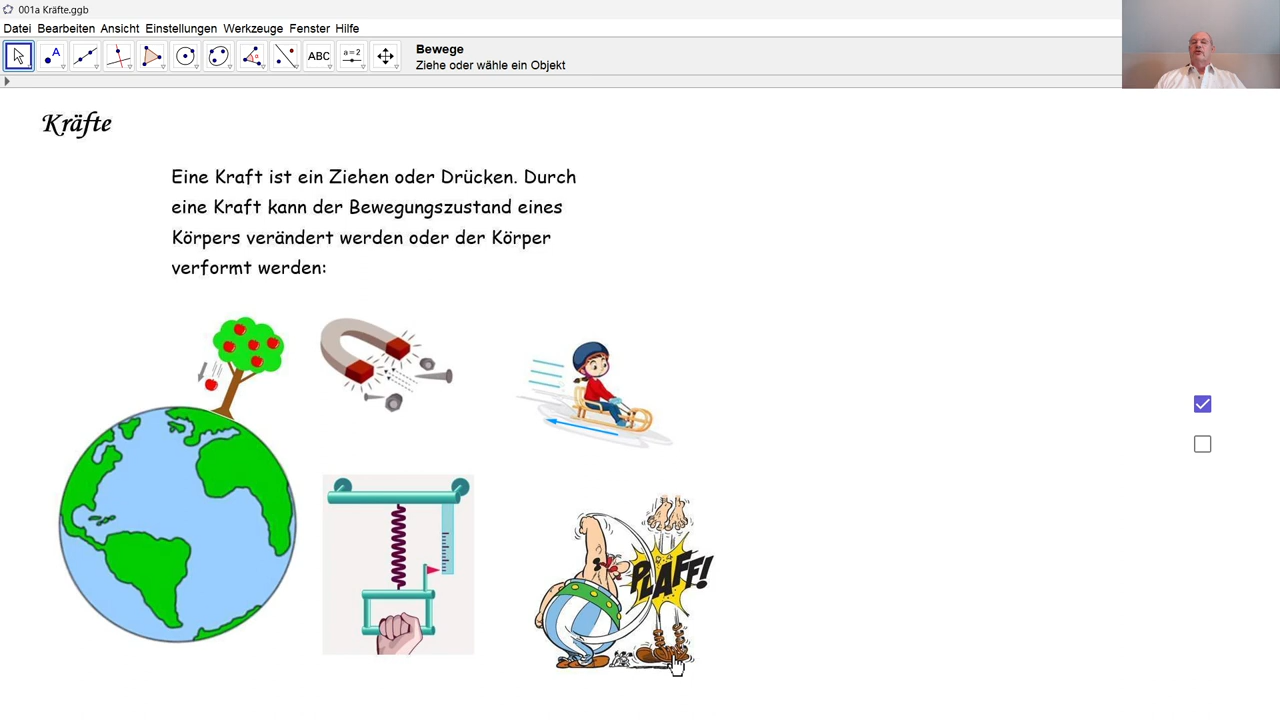 001a Kräfte.ggb
Datei Bearbeiten Ansicht Einstellungen Werkzeuge Fenster Hilfe
A
ABC
a=2
Bewege
Ziehe oder wähle ein Objekt
Kräfte
Eine Kraft ist ein Ziehen oder Drücken. Durch
eine Kraft kann der Bewegungszustand eines
Körpers verändert werden oder der Körper
verformt werden:
PLAFF!